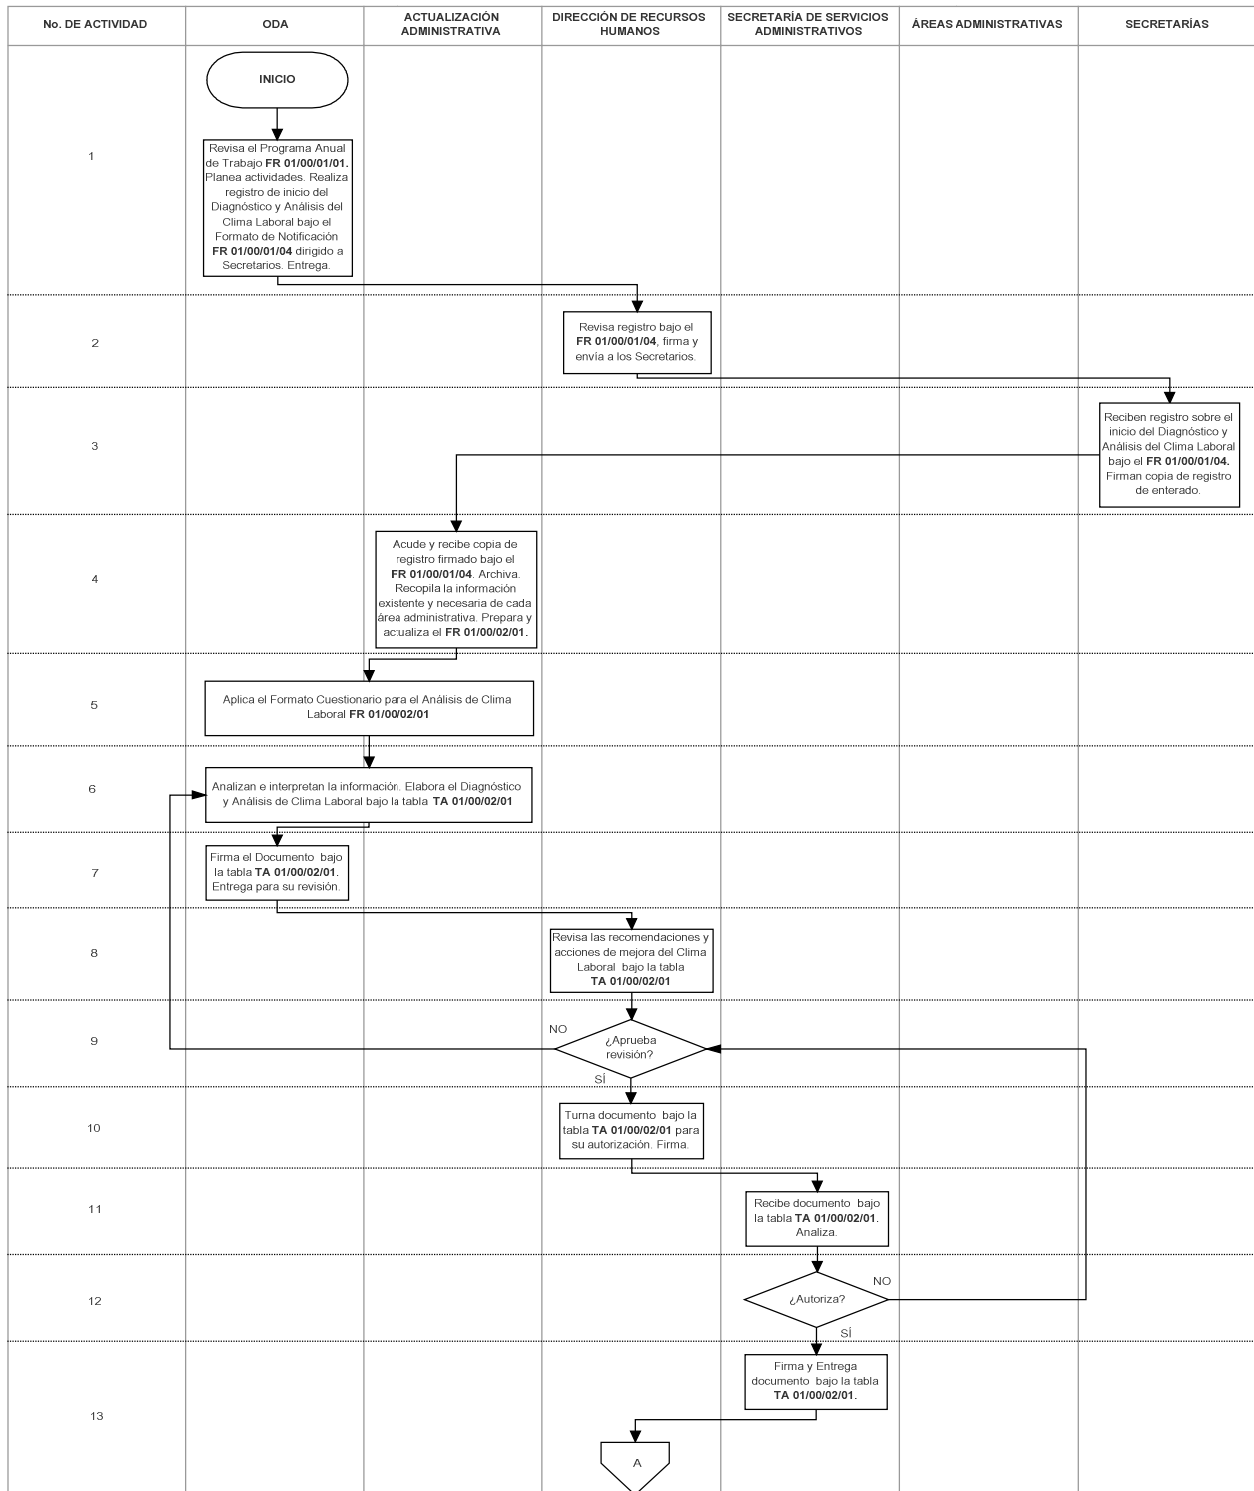 No. DE ACTIVIDAD
ODA
ACTUALIZACIÓN
ADMINISTRATIVA
DIRECCIÓN DE RECURSOS
HUMANOS
SECRETARÍA DE SERVICIOS
ADMINISTRATIVOS
ÁREAS ADMINISTRATIVAS
SECRETARÍAS
INICIO
1
Revisa el Programa Anual
de Trabajo FR 01/00/01/01.
Planea actividades. Realiza
registro de inicio del
Diagnóstico y Análisis del
Clima Laboral bajo el
Formato de Notificación
FR 01/00/01/04 dirigido a
Secretarios. Entrega.
2
Revisa registro bajo el
FR 01/00/01/04, firma y
envía a los Secretarios.
3
Reciben registro sobre el
inicio del Diagnóstico y
Análisis del Clima Laboral
bajo el FR 01/00/01/04.
Firman copia de registro
de enterado.
4
Acude y recibe copia de
registro firmado bajo el
FR 01/00/01/04. Archiva.
Recopila la información
existente y necesaria de cada
área administrativa. Prepara y
actualiza el FR 01/00/02/01.
5
Aplica el Formato Cuestionario para el Análisis de Clima
Laboral FR 01/00/02/01
6
Analizan e interpretan la información. Elabora el Diagnóstico
y Análisis de Clima Laboral bajo la tabla TA 01/00/02/01
7
Firma el Documento bajo
la tabla TA 01/00/02/01.
Entrega para su revisión.
8
Revisa las recomendaciones y
acciones de mejora del Clima
Laboral bajo la tabla
TA 01/00/02/01
9
NO
¿Aprueba
revisión?
SÍ
10
Turna documento bajo la
tabla TA 01/00/02/01 para
su autorización. Firma.
11
Recibe documento bajo
la tabla TA 01/00/02/01.
Analiza.
12
¿Autoriza?
NO
SÍ
13
Firma y Entrega
documento bajo la tabla
TA 01/00/02/01.
A